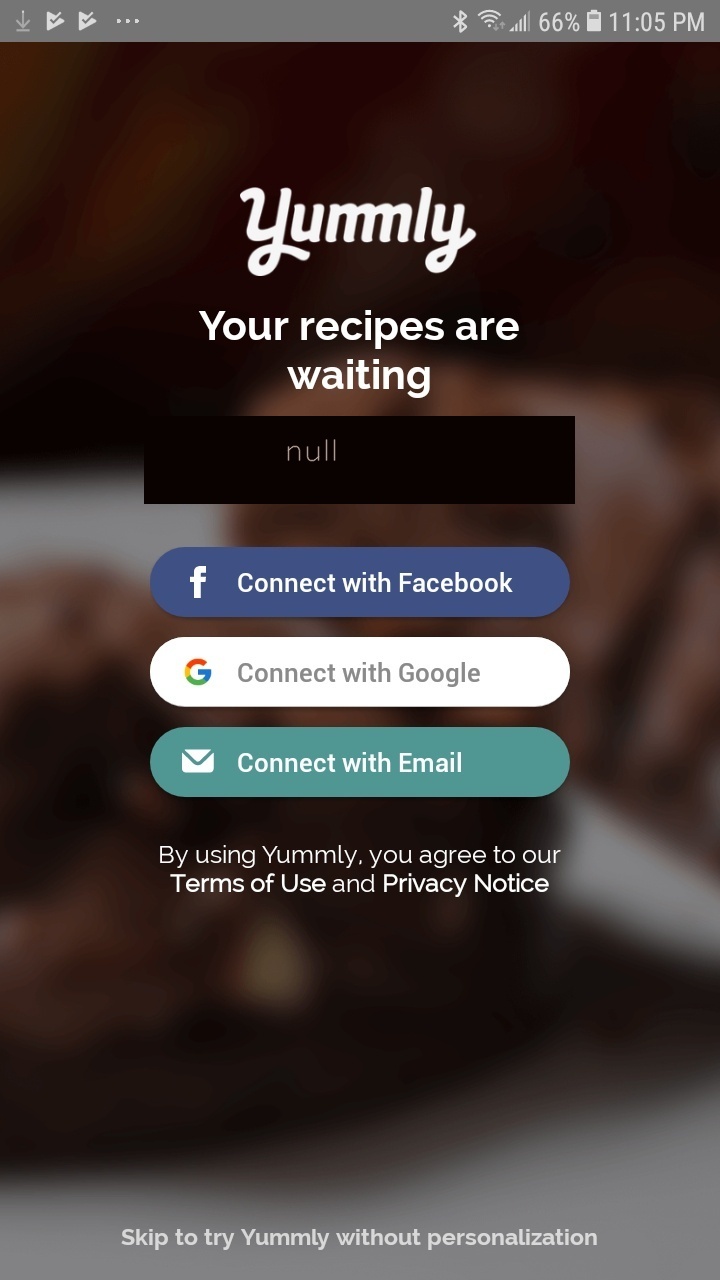 66% 11:05 PM
Yummly
Your recipes are
waiting
null
Connect with Facebook
Connect with Google
Connect with Email
By using Yummly, you agree to our
Terms of Use and Privacy Notice
Skip to try Yummly without personalization